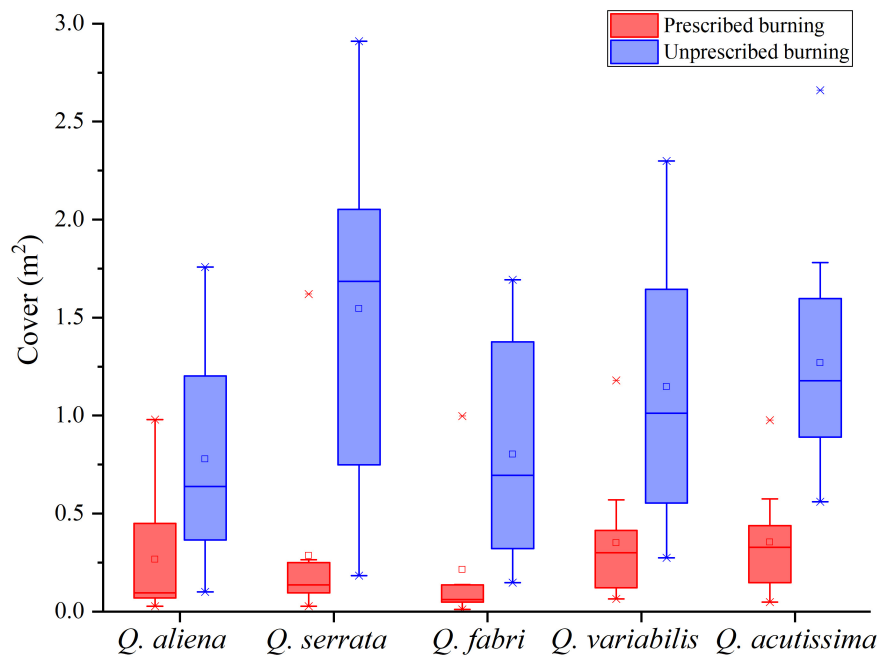 3.0
2.5
2.0
1.5
1.0
0.5
0.0
Cover (m²)
Prescribed burning
Unprescribed burning
Q. aliena
Q. serrata
Q. fabri
Q. variabilis
Q. acutissima